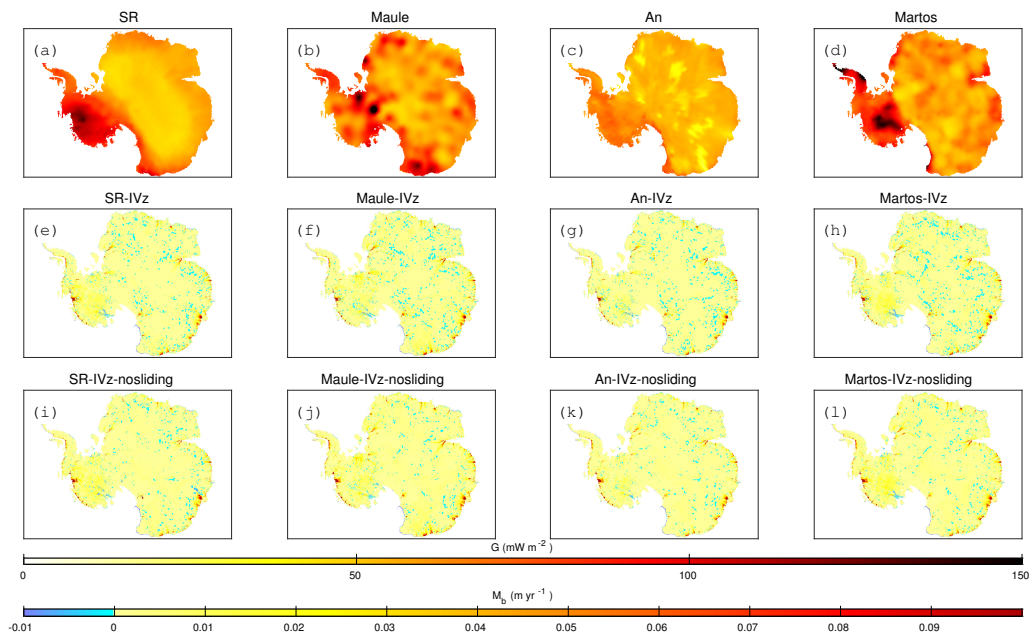 SR Maule An Martos
(a) (b) (c) (d)
SR-IVz Maule-IVz An-IVz Martos-IVz
(e) (f) (g) (h)
SR-IVz-nosliding Maule-IVz-nosliding An-IVz-nosliding Martos-IVz-nosliding
(i) (j) (k) (l)
G (mW m⁻²)
0 50 100 150
M_b (m yr⁻¹)
-0.01 0 0.01 0.02 0.03 0.04 0.05 0.06 0.07 0.08 0.09